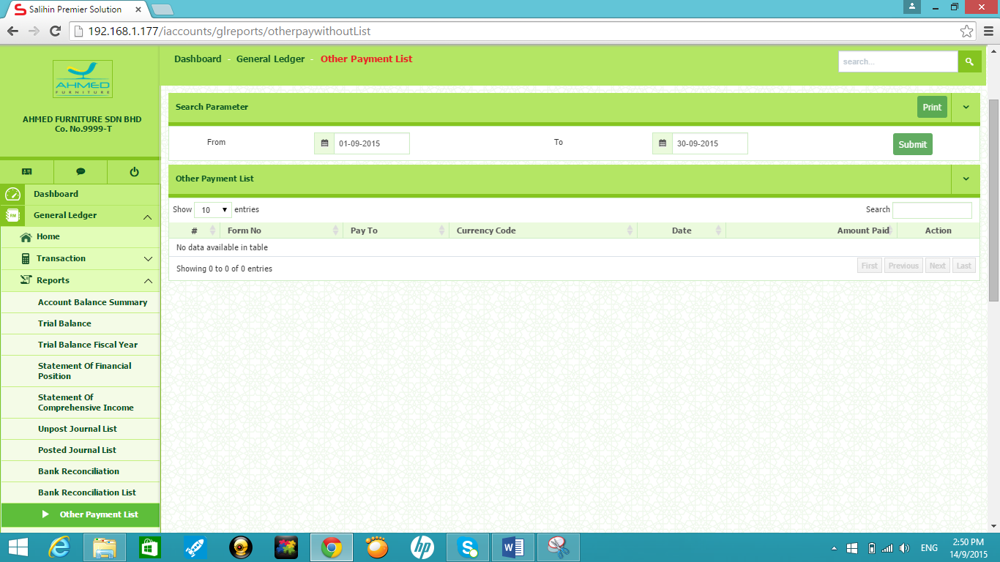 Salihin Premier Solution
192.168.1.177/iaccounts/glreports/otherpaywithoutList
AHMED
FURNITURE
AHMED FURNITURE SDN BHD
Co. No.9999-T
Dashboard
General Ledger
Home
Transaction
Reports
Account Balance Summary
Trial Balance
Trial Balance Fiscal Year
Statement Of Financial
Position
Statement Of
Comprehensive Income
Unpost Journal List
Posted Journal List
Bank Reconciliation
Bank Reconciliation List
Other Payment List
Dashboard - General Ledger - Other Payment List
search...
Search Parameter Print
From 01-09-2015 To 30-09-2015 Submit
Other Payment List
Show 10 entries Search
# Form No Pay To Currency Code Date Amount Paid Action
No data available in table
Showing 0 to 0 of 0 entries First Previous Next Last
ENG
2:50 PM
14/9/2015